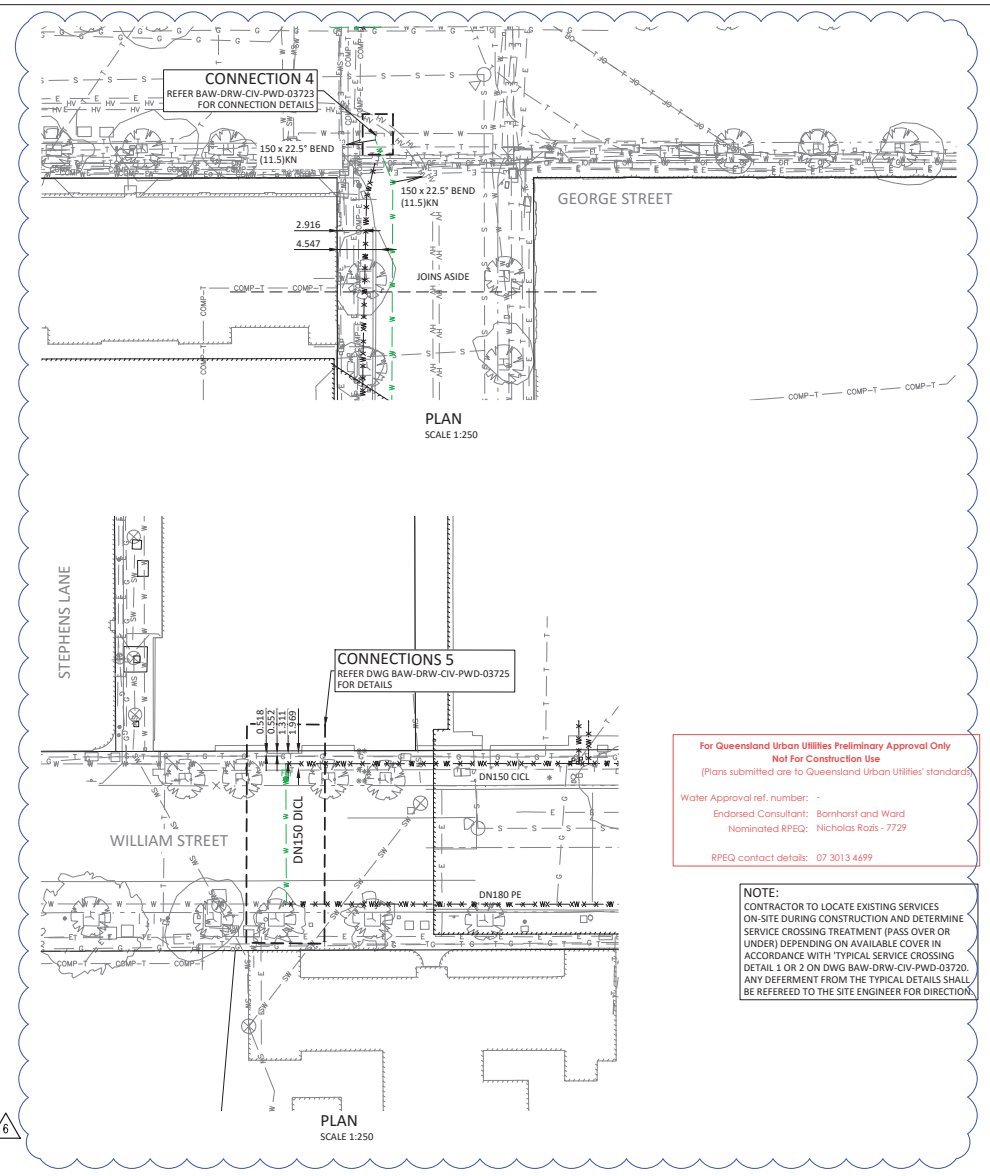 CONNECTION 4
REFER BAW-DRW-CIV-PWD-03723
FOR CONNECTION DETAILS
150 x 22.5° BEND
(11.5)KN
150 x 22.5° BEND
(11.5)KN
GEORGE STREET
2.916
4.547
JOINS ASIDE
PLAN
SCALE 1:250
STEPHENS LANE
CONNECTIONS 5
REFER DWG BAW-DRW-CIV-PWD-03725
FOR DETAILS
0.518
0.552
1.311
1.969
DN150 CICL
DN150 DICL
WILLIAM STREET
DN180 PE
For Queensland Urban Utilities Preliminary Approval Only
Not For Construction Use
(Plans submitted are to Queensland Urban Utilities' standards)
Water Approval ref. number: -
Endorsed Consultant: Bornhorst and Ward
Nominated RPEQ: Nicholas Rozis - 7729
RPEQ contact details: 07 3013 4699
NOTE:
CONTRACTOR TO LOCATE EXISTING SERVICES
ON-SITE DURING CONSTRUCTION AND DETERMINE
SERVICE CROSSING TREATMENT (PASS OVER OR
UNDER) DEPENDING ON AVAILABLE COVER IN
ACCORDANCE WITH 'TYPICAL SERVICE CROSSING
DETAIL 1 OR 2 ON DWG BAW-DRW-CIV-PWD-03720.
ANY DEFERMENT FROM THE TYPICAL DETAILS SHALL
BE REFEREED TO THE SITE ENGINEER FOR DIRECTION.
PLAN
SCALE 1:250
6